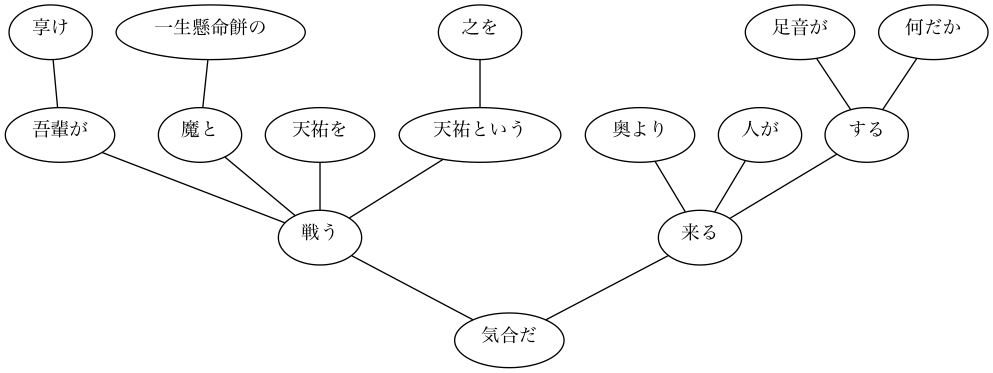 享け 一生懸命餅の 之を 足音が 何だか
吾輩が 魔と 天祐を 天祐という 奥より 人が する
戦う 来る
気合だ